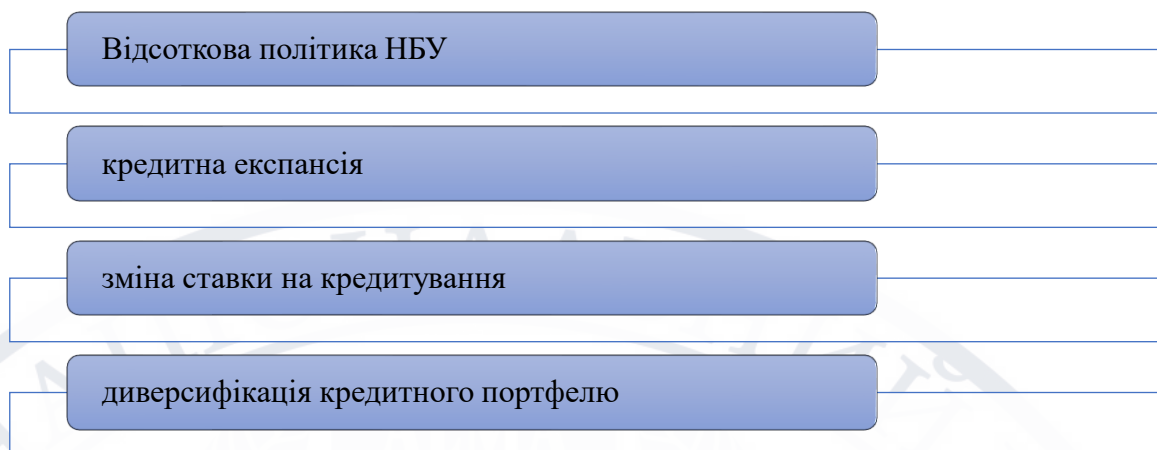 Відсоткова політика НБУ
кредитна експансія
зміна ставки на кредитування
диверсифікація кредитного портфелю